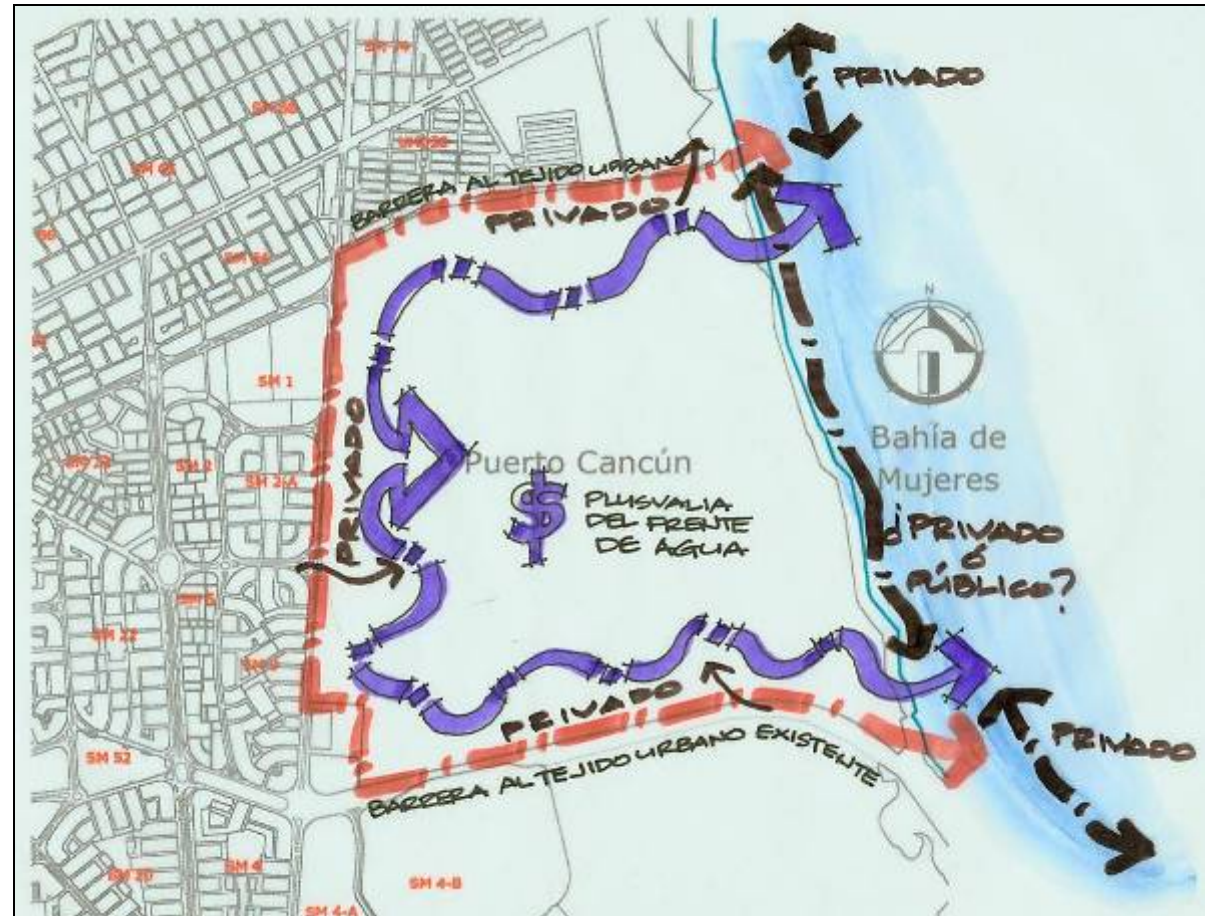 PRIVADO
BARRERA AL TEJIDO URBANO
PRIVADO
N
SM 1
SM 2
SM 2-A
PRIVADO
Bahía de
Mujeres
Puerto Cancún
$
PLUSVALIA
DEL FRENTE
DE AGUA
¿PRIVADO
Ó
PÚBLICO?
SM 5
SM 22
SM 3
PRIVADO
PRIVADO
BARRERA AL TEJIDO URBANO EXISTENTE
SM 52
SM 20
SM 4
SM 4-B
SM 4-A